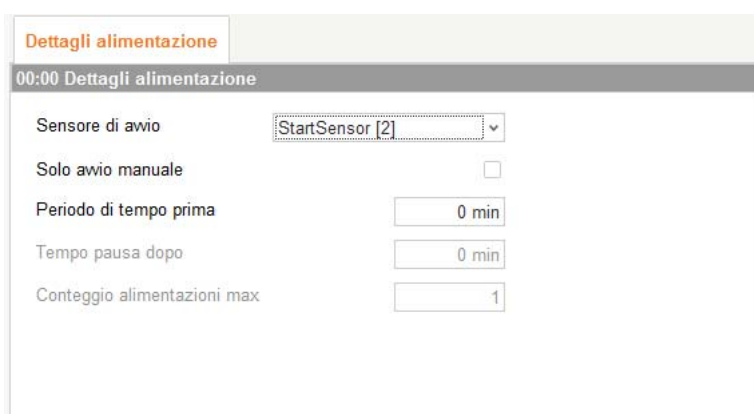 Dettagli alimentazione
00:00 Dettagli alimentazione
Sensore di avvio StartSensor [2]
Solo avvio manuale
Periodo di tempo prima 0 min
Tempo pausa dopo 0 min
Conteggio alimentazioni max 1